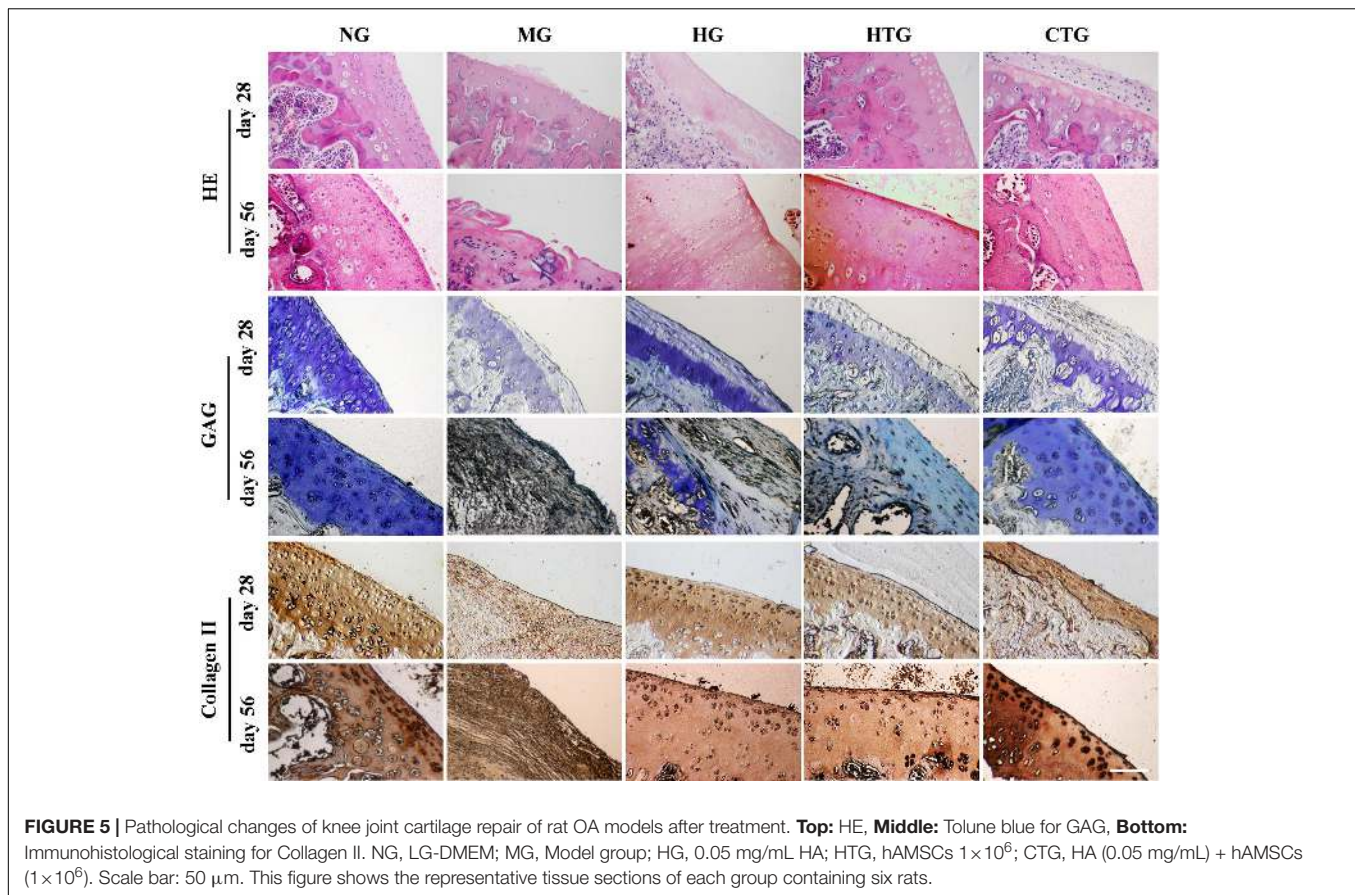 NG MG HG HTG CTG
HE
day 28
day 56
GAG
day 28
day 56
Collagen II
day 28
day 56
FIGURE 5 | Pathological changes of knee joint cartilage repair of rat OA models after treatment. Top: HE, Middle: Tolune blue for GAG, Bottom:
Immunohistological staining for Collagen II. NG, LG-DMEM; MG, Model group; HG, 0.05 mg/mL HA; HTG, hAMSCs 1×10⁶; CTG, HA (0.05 mg/mL) + hAMSCs
(1×10⁶). Scale bar: 50 μm. This figure shows the representative tissue sections of each group containing six rats.